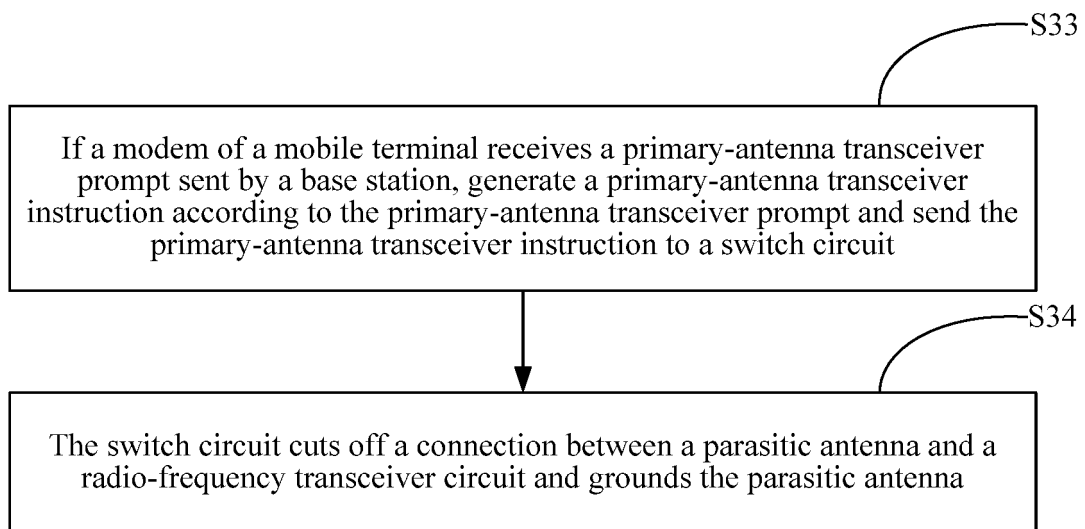 S33
If a modem of a mobile terminal receives a primary-antenna transceiver
prompt sent by a base station, generate a primary-antenna transceiver
instruction according to the primary-antenna transceiver prompt and send the
primary-antenna transceiver instruction to a switch circuit
S34
The switch circuit cuts off a connection between a parasitic antenna and a
radio-frequency transceiver circuit and grounds the parasitic antenna